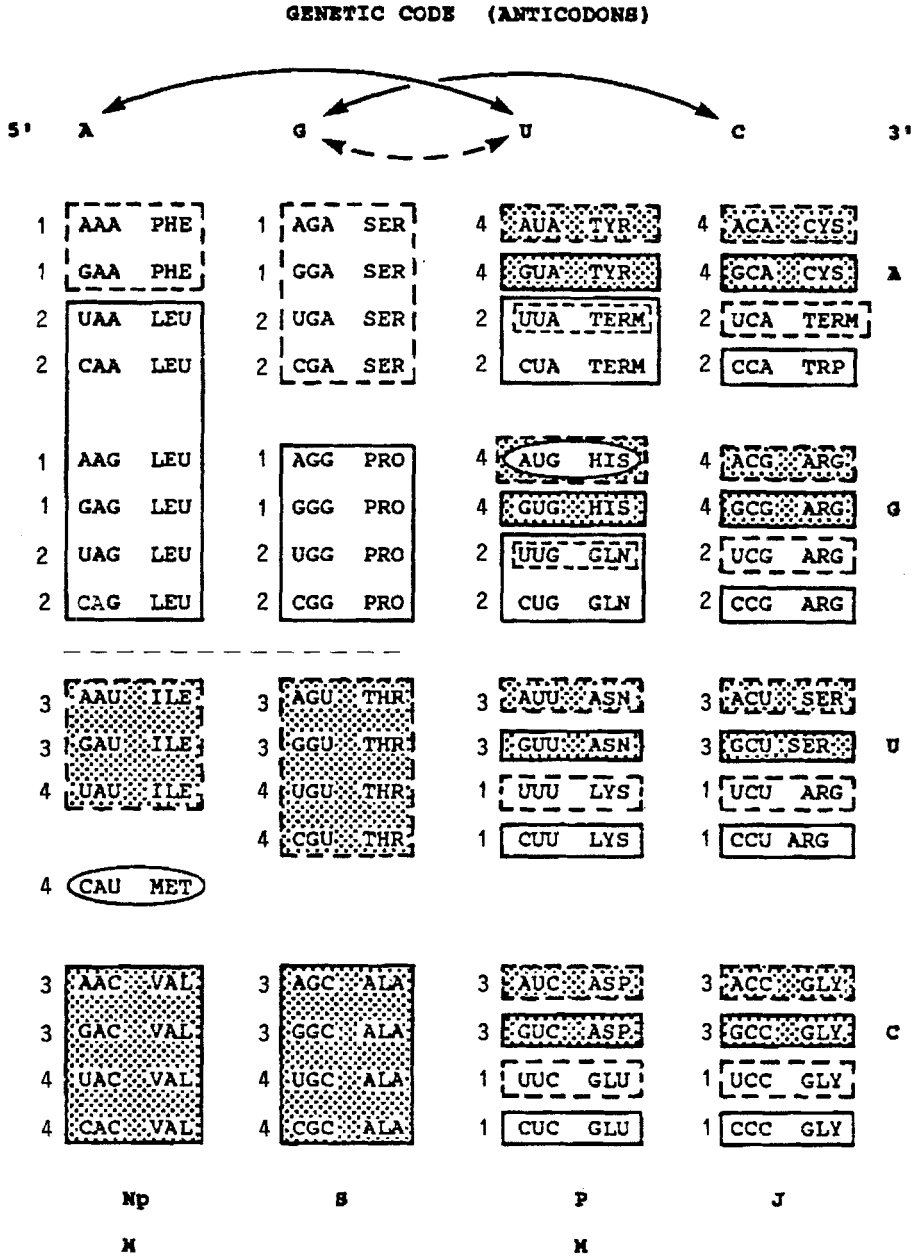 GENETIC CODE (ANTICODONS)
5' A G U C 3'
1 AAA PHE 1 AGA SER 4 AUA TYR 4 ACA CYS
1 GAA PHE 1 GGA SER 4 GUA TYR 4 GCA CYS A
2 UAA LEU 2 UGA SER 2 UUA TERM 2 UCA TERM
2 CAA LEU 2 CGA SER 2 CUA TERM 2 CCA TRP
1 AAG LEU 1 AGG PRO 4 AUG HIS 4 ACG ARG
1 GAG LEU 1 GGG PRO 4 GUG HIS 4 GCG ARG G
2 UAG LEU 2 UGG PRO 2 UUG GLN 2 UCG ARG
2 CAG LEU 2 CGG PRO 2 CUG GLN 2 CCG ARG
3 AAU ILE 3 AGU THR 3 AUU ASN 3 ACU SER
3 GAU ILE 3 GGU THR 3 GUU ASN 3 GCU SER U
4 UAU ILE 4 UGU THR 1 UUU LYS 1 UCU ARG
4 CGU THR 1 CUU LYS 1 CCU ARG
4 CAU MET
3 AAC VAL 3 AGC ALA 3 AUC ASP 3 ACC GLY
3 GAC VAL 3 GGC ALA 3 GUC ASP 3 GCC GLY C
4 UAC VAL 4 UGC ALA 1 UUC GLU 1 UCC GLY
4 CAC VAL 4 CGC ALA 1 CUC GLU 1 CCC GLY
Np S P J
M M